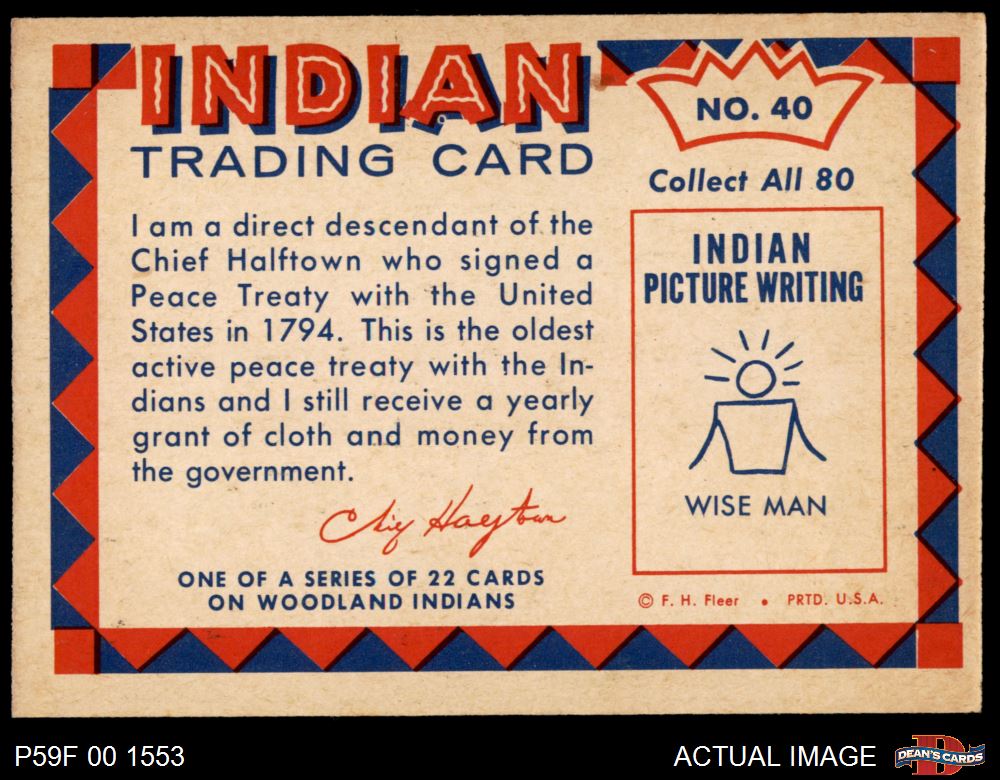 INDIAN
TRADING CARD
NO. 40
Collect All 80
I am a direct descendant of the
Chief Halftown who signed a
Peace Treaty with the United
States in 1794. This is the oldest
active peace treaty with the In-
dians and I still receive a yearly
grant of cloth and money from
the government.
Chief Halftown
ONE OF A SERIES OF 22 CARDS
ON WOODLAND INDIANS
INDIAN
PICTURE WRITING
WISE MAN
© F. H. Fleer • PRTD. U.S.A.
P59F 00 1553
ACTUAL IMAGE
DEAN'S CARDS